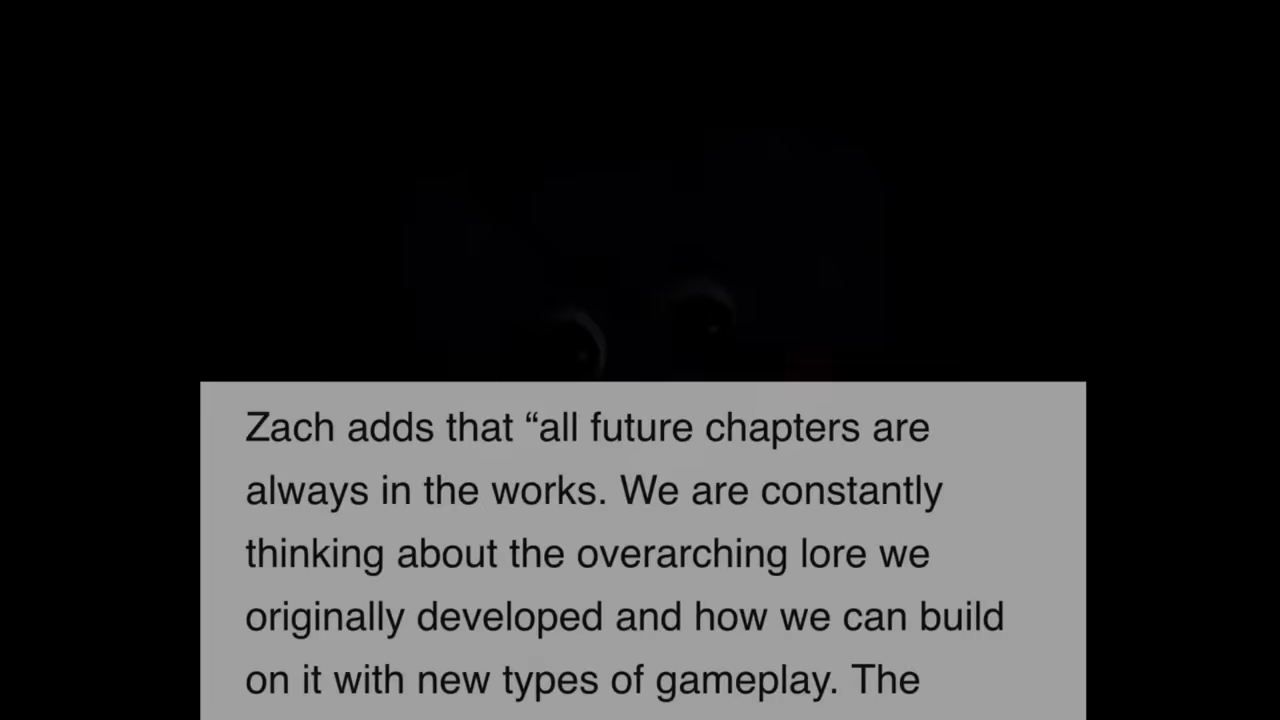 Zach adds that “all future chapters are
always in the works. We are constantly
thinking about the overarching lore we
originally developed and how we can build
on it with new types of gameplay. The